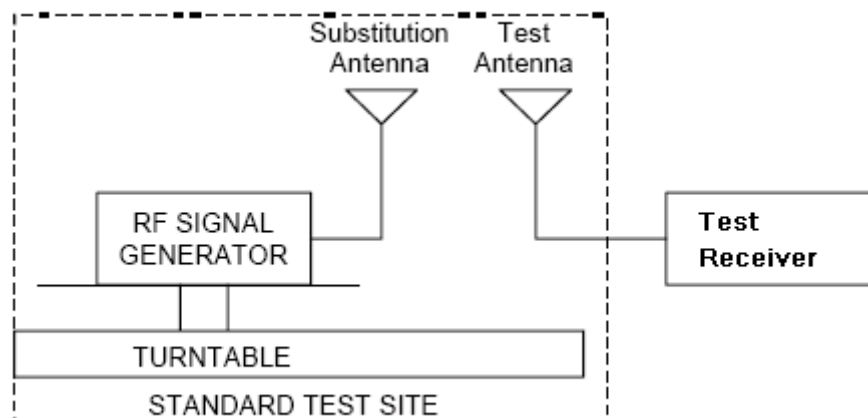 Substitution
Antenna
Test
Antenna
RF SIGNAL
GENERATOR
Test
Receiver
TURNTABLE
STANDARD TEST SITE